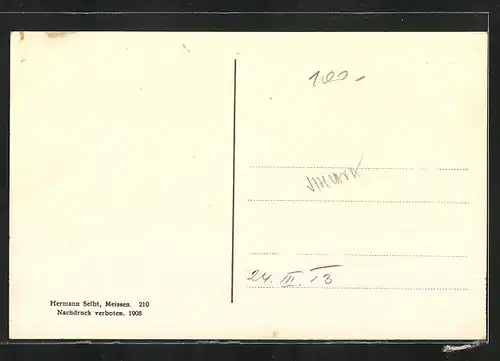 100.-
24. III. 13
Hermann Seibt, Meissen. 210
Nachdruck verboten. 1908